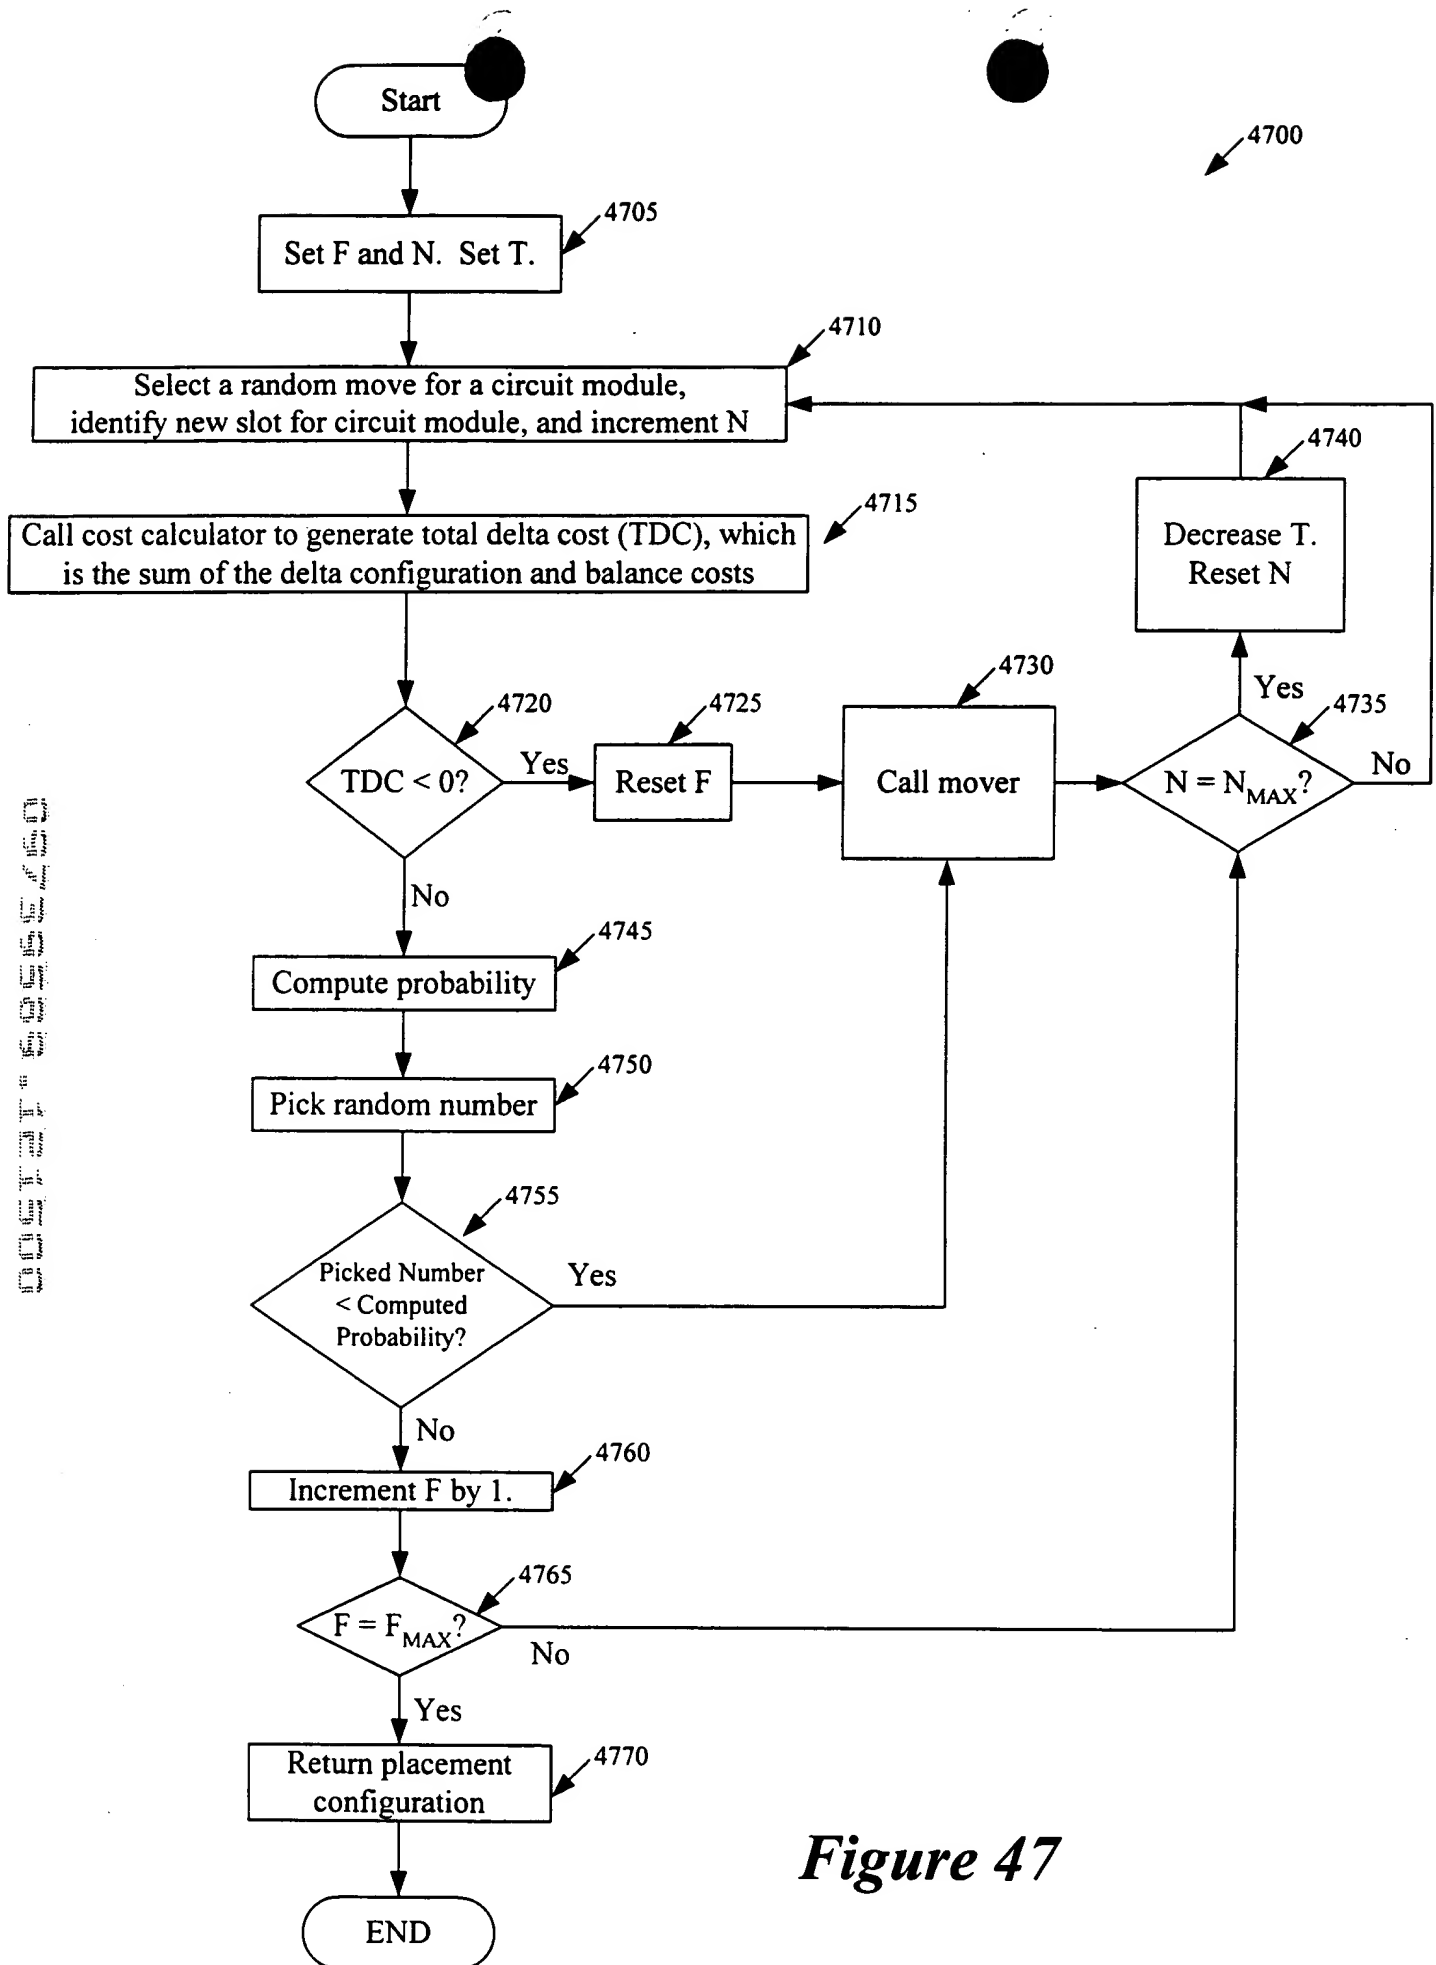 Start
4700
4705
Set F and N. Set T.
4710
Select a random move for a circuit module,
identify new slot for circuit module, and increment N
4740
Decrease T.
Reset N
4715
Call cost calculator to generate total delta cost (TDC), which
is the sum of the delta configuration and balance costs
4720
TDC < 0?
Yes
4725
Reset F
4730
Call mover
Yes
4735
N = NMAX?
No
No
4745
Compute probability
4750
Pick random number
4755
Picked Number
< Computed
Probability?
Yes
No
4760
Increment F by 1.
4765
F = FMAX?
No
Yes
4770
Return placement
configuration
END
Figure 47